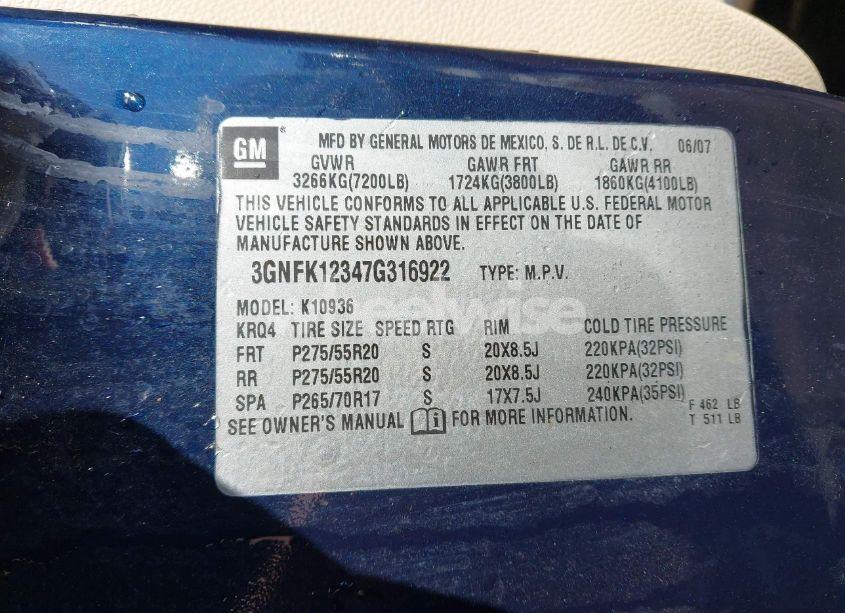 GM ® MFD BY GENERAL MOTORS DE MEXICO, S. DE R.L. DE C.V. 06/07
GVWR GAWR FRT GAWR RR
3266KG(7200LB) 1724KG(3800LB) 1860KG(4100LB)
THIS VEHICLE CONFORMS TO ALL APPLICABLE U.S. FEDERAL MOTOR
VEHICLE SAFETY STANDARDS IN EFFECT ON THE DATE OF
MANUFACTURE SHOWN ABOVE.
3GNFK12347G316922 TYPE: M.P.V.
MODEL: K10936
KRQ4 TIRE SIZE SPEED RTG RIM COLD TIRE PRESSURE
FRT P275/55R20 S 20X8.5J 220KPA(32PSI)
RR P275/55R20 S 20X8.5J 220KPA(32PSI)
SPA P265/70R17 S 17X7.5J 240KPA(35PSI)
F 462 LB
SEE OWNER'S MANUAL FOR MORE INFORMATION.
T 511 LB